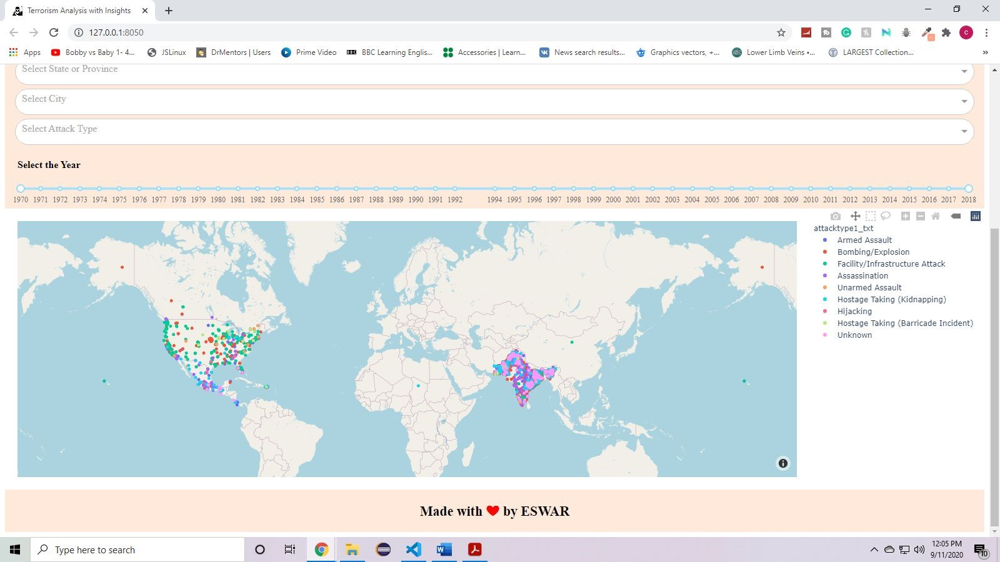 Terrorism Analysis with Insights
127.0.0.1:8050
Apps
Bobby vs Baby 1- 4...
JSLinux
DrMentors | Users
Prime Video
BBC
BBC Learning Englis...
Accessories | Learn...
News search results...
Graphics vectors, +...
Lower Limb Veins •...
LARGEST Collection...
»
Select State or Province
Select City
Select Attack Type
Select the Year
1970 1971 1972 1973 1974 1975 1976 1977 1978 1979 1980 1981 1982 1983 1984 1985 1986 1987 1988 1989 1990 1991 1992 1994 1995 1996 1997 1998 1999 2000 2001 2002 2003 2004 2005 2006 2007 2008 2009 2010 2011 2012 2013 2014 2015 2016 2017 2018
attacktype1_txt
Armed Assault
Bombing/Explosion
Facility/Infrastructure Attack
Assassination
Unarmed Assault
Hostage Taking (Kidnapping)
Hijacking
Hostage Taking (Barricade Incident)
Unknown
Made with ❤ by ESWAR
Type here to search
12:05 PM
9/11/2020
10